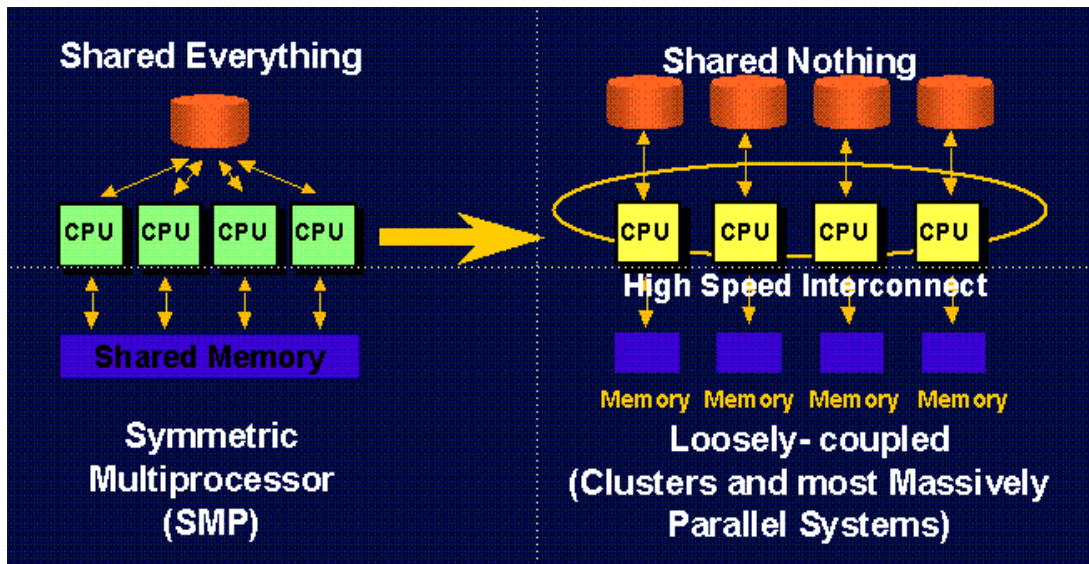 Shared Everything
CPU CPU CPU CPU
Shared Memory
Symmetric
Multiprocessor
(SMP)
Shared Nothing
CPU CPU CPU CPU
High Speed Interconnect
Memory Memory Memory Memory
Loosely- coupled
(Clusters and most Massively
Parallel Systems)